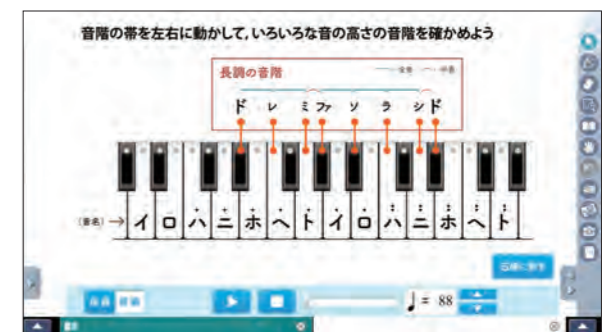 音階の帯を左右に動かして,いろいろな音の高さの音階を確かめよう
長調の音階
全音 半音
ド レ ミ ファ ソ ラ シ ド
(音名)→ イ ロ ハ ニ ホ ヘ ト イ ロ ハ ニ ホ ヘ ト
♩= 88